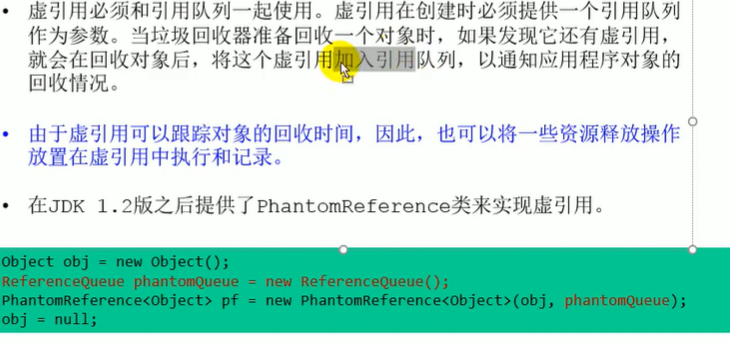 • 虚引用必须和引用队列一起使用。虚引用在创建时必须提供一个引用队列
作为参数。当垃圾回收器准备回收一个对象时，如果发现它还有虚引用，
就会在回收对象后，将这个虚引用加入引用队列，以通知应用程序对象的
回收情况。
• 由于虚引用可以跟踪对象的回收时间，因此，也可以将一些资源释放操作
放置在虚引用中执行和记录。
• 在JDK 1.2版之后提供了PhantomReference类来实现虚引用。
Object obj = new Object();
ReferenceQueue phantomQueue = new ReferenceQueue();
PhantomReference<Object> pf = new PhantomReference<Object>(obj, phantomQueue);
obj = null;